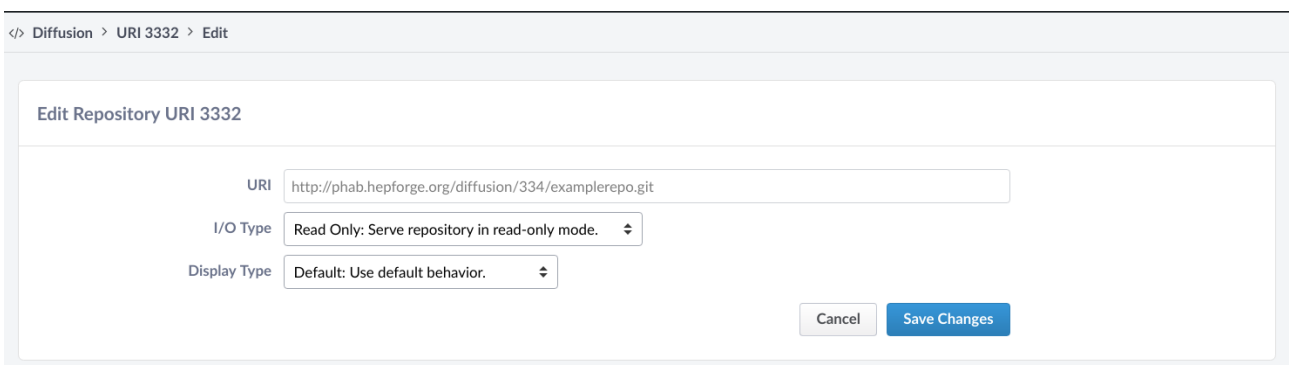 </> Diffusion > URI 3332 > Edit
Edit Repository URI 3332
URI http://phab.hepforge.org/diffusion/334/examplerepo.git
I/O Type Read Only: Serve repository in read-only mode.
Display Type Default: Use default behavior.
Cancel Save Changes